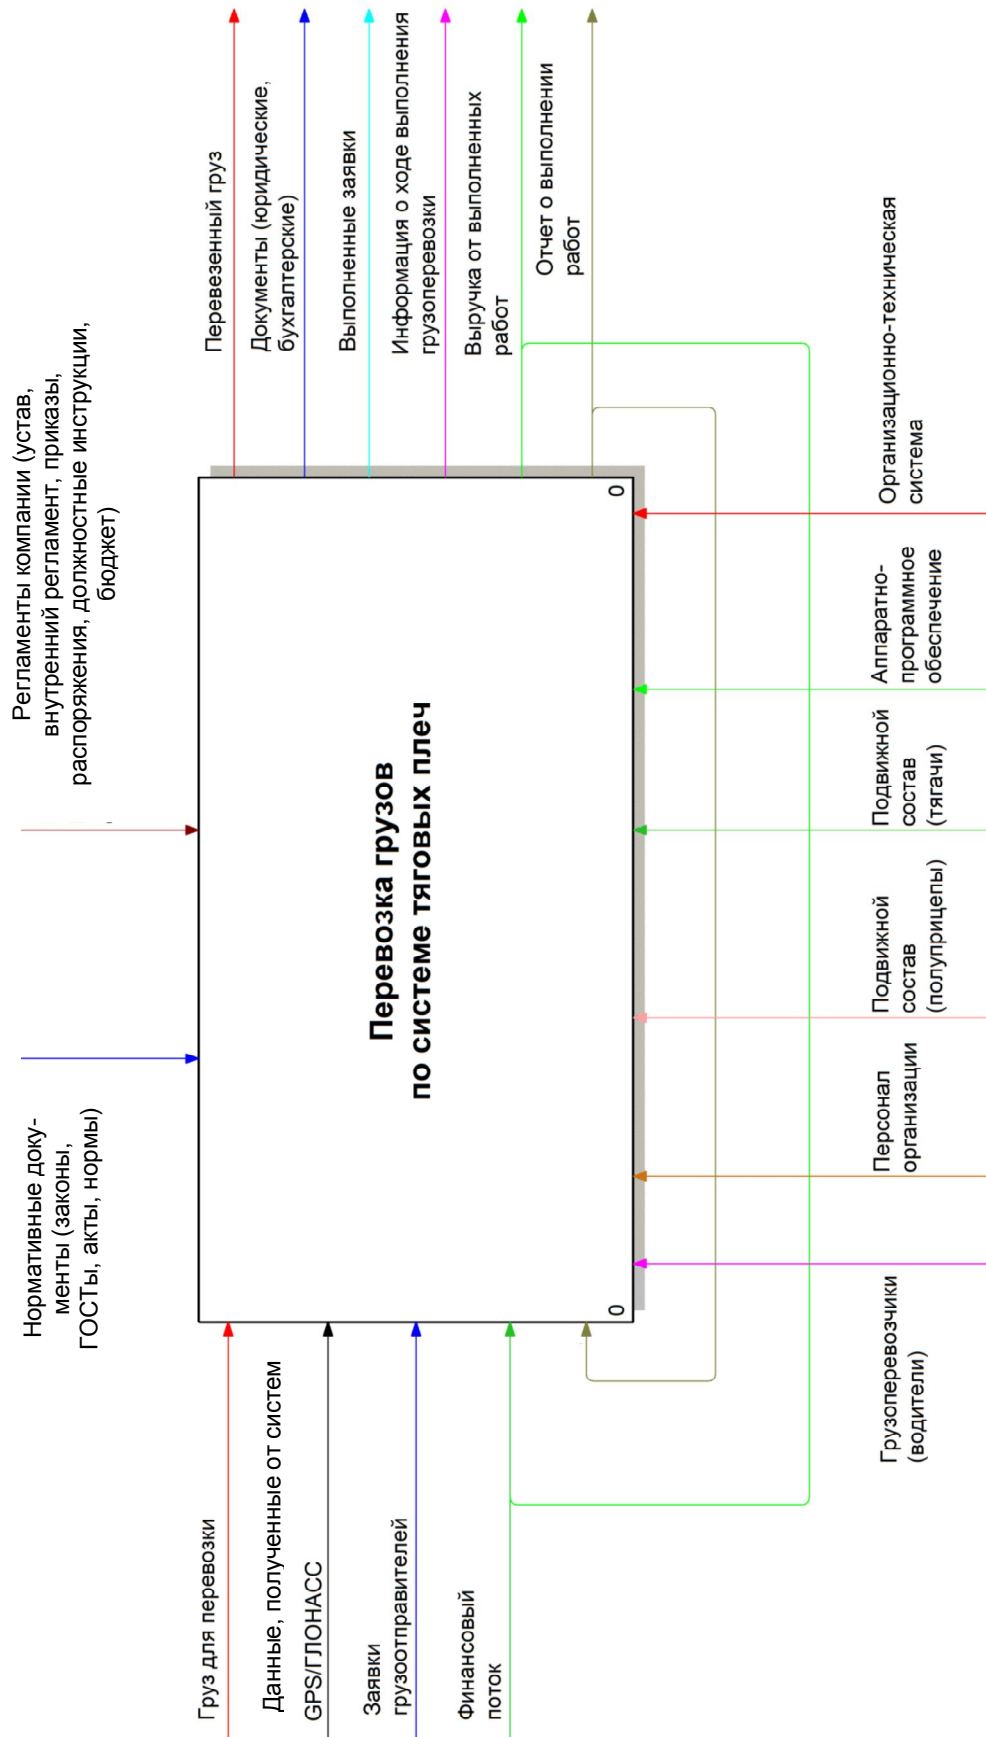 Нормативные доку-
менты (законы,
ГОСТы, акты, нормы)
Регламенты компании (устав,
внутренний регламент, приказы,
распоряжения, должностные инструкции,
бюджет)
Груз для перевозки
Данные, полученные от систем
GPS/ГЛОНАСС
Заявки
грузоотправителей
Финансовый
поток
Перевозка грузов
по системе тяговых плеч
0
0
Перевезенный груз
Документы (юридические,
бухгалтерские)
Выполненные заявки
Информация о ходе выполнения
грузоперевозки
Выручка от выполненных
работ
Отчет о выполнении
работ
Грузоперевозчики
(водители)
Персонал
организации
Подвижной
состав
(полуприцепы)
Подвижной
состав
(тягачи)
Аппаратно-
программное
обеспечение
Организационно-техническая
система